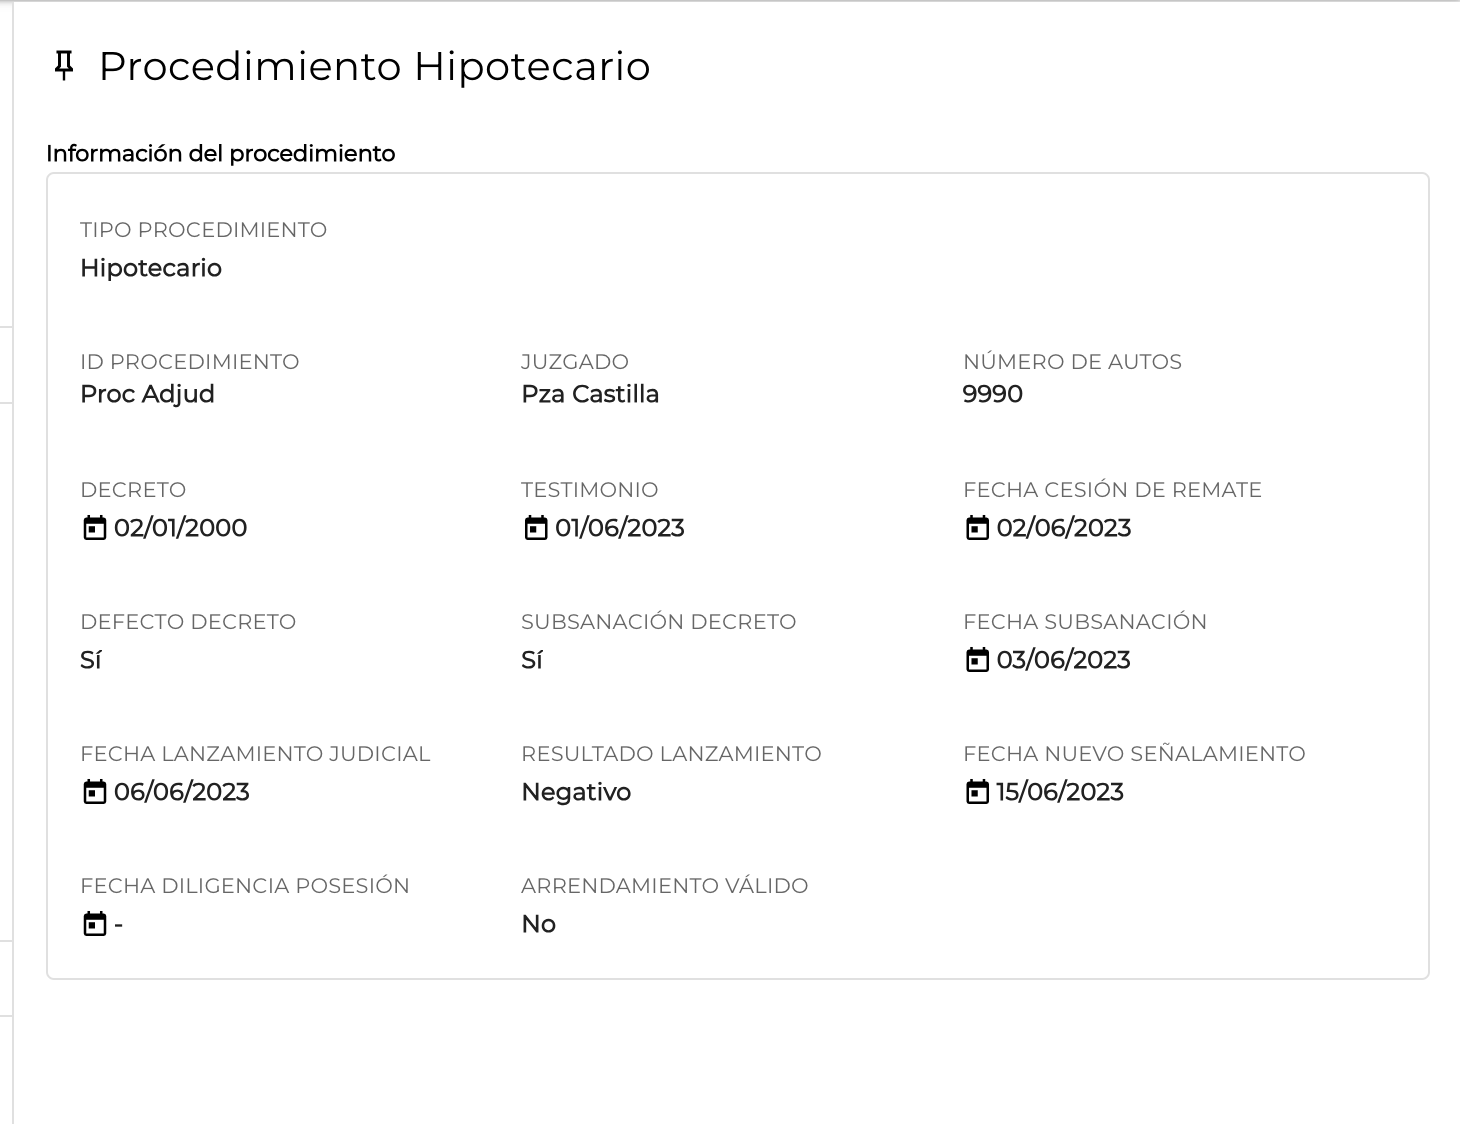 Procedimiento Hipotecario
Información del procedimiento
TIPO PROCEDIMIENTO
Hipotecario
ID PROCEDIMIENTO
Proc Adjud
JUZGADO
Pza Castilla
NÚMERO DE AUTOS
9990
DECRETO
02/01/2000
TESTIMONIO
01/06/2023
FECHA CESIÓN DE REMATE
02/06/2023
DEFECTO DECRETO
Sí
SUBSANACIÓN DECRETO
Sí
FECHA SUBSANACIÓN
03/06/2023
FECHA LANZAMIENTO JUDICIAL
06/06/2023
RESULTADO LANZAMIENTO
Negativo
FECHA NUEVO SEÑALAMIENTO
15/06/2023
FECHA DILIGENCIA POSESIÓN
-
ARRENDAMIENTO VÁLIDO
No